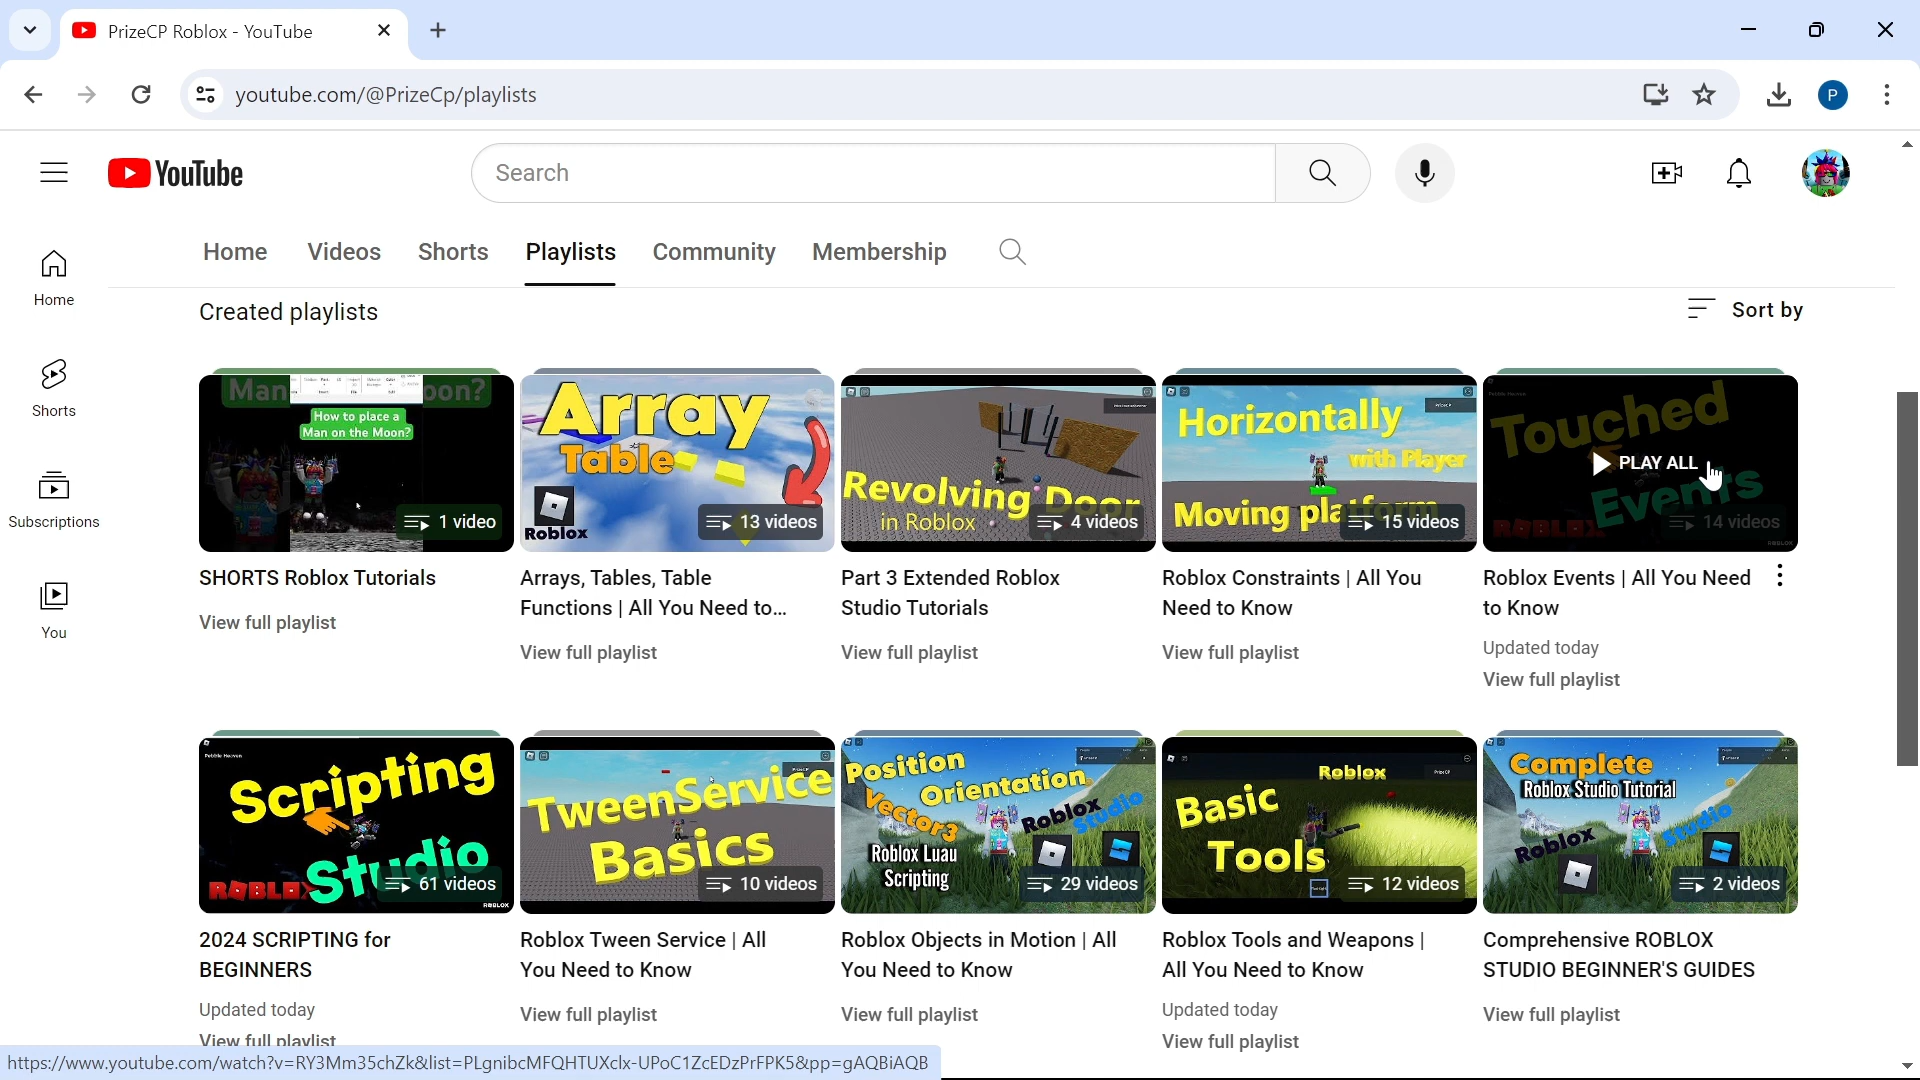 PrizeCP Roblox - YouTube
youtube.com/@PrizeCp/playlists
P
YouTube
Search
Home
Videos
Shorts
Playlists
Community
Membership
Home
Shorts
Subscriptions
You
Created playlists
Sort by
Man
oon?
How to place a
Man on the Moon?
1 video
SHORTS Roblox Tutorials
View full playlist
Array
Table
Roblox
13 videos
Arrays, Tables, Table
Functions | All You Need to...
View full playlist
Revolving Door
in Roblox
4 videos
Part 3 Extended Roblox
Studio Tutorials
View full playlist
Horizontally
with Player
Moving platform
15 videos
Roblox Constraints | All You
Need to Know
View full playlist
Touched
PLAY ALL
Events
ROBLOX
14 videos
ROBLOX
Roblox Events | All You Need
to Know
Updated today
View full playlist
Pebble Heaven
Scripting
Studio
ROBLOX
61 videos
ROBLOX
2024 SCRIPTING for
BEGINNERS
Updated today
View full playlist
TweenService
Basics
10 videos
Roblox Tween Service | All
You Need to Know
View full playlist
Position
Orientation
Vector3
Roblox Studio
Roblox Luau
Scripting
29 videos
Roblox Objects in Motion | All
You Need to Know
View full playlist
Roblox
PrizeCP
Basic
Tools
12 videos
Roblox Tools and Weapons |
All You Need to Know
Updated today
View full playlist
Complete
Roblox Studio Tutorial
Roblox
Studio
2 videos
Comprehensive ROBLOX
STUDIO BEGINNER'S GUIDES
View full playlist
https://www.youtube.com/watch?v=RY3Mm35chZk&list=PLgnibcMFQHTUXclx-UPoC1ZcEDzPrFPK5&pp=gAQBiAQB